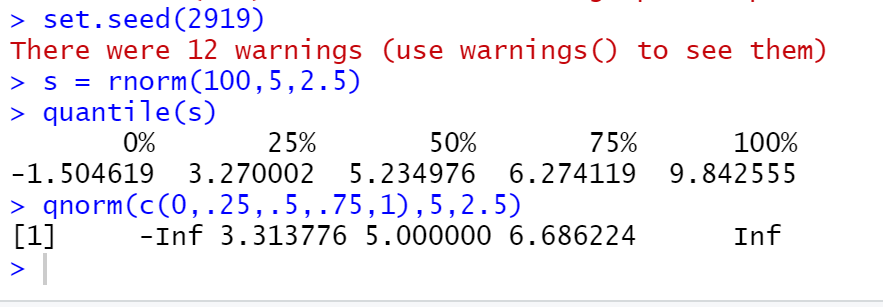 > set.seed(2919)
There were 12 warnings (use warnings() to see them)
> s = rnorm(100,5,2.5)
> quantile(s)
       0%       25%       50%       75%      100%
-1.504619  3.270002  5.234976  6.274119  9.842555
> qnorm(c(0,.25,.5,.75,1),5,2.5)
[1]     -Inf 3.313776 5.000000 6.686224      Inf
>